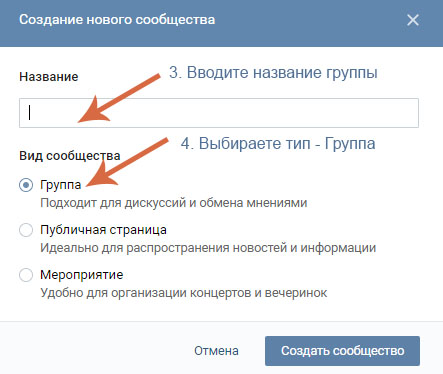 Создание нового сообщества
Название
3. Вводите название группы
4. Выбираете тип - Группа
Вид сообщества
Группа
Подходит для дискуссий и обмена мнениями
Публичная страница
Идеально для распространения новостей и информации
Мероприятие
Удобно для организации концертов и вечеринок
Отмена
Создать сообщество